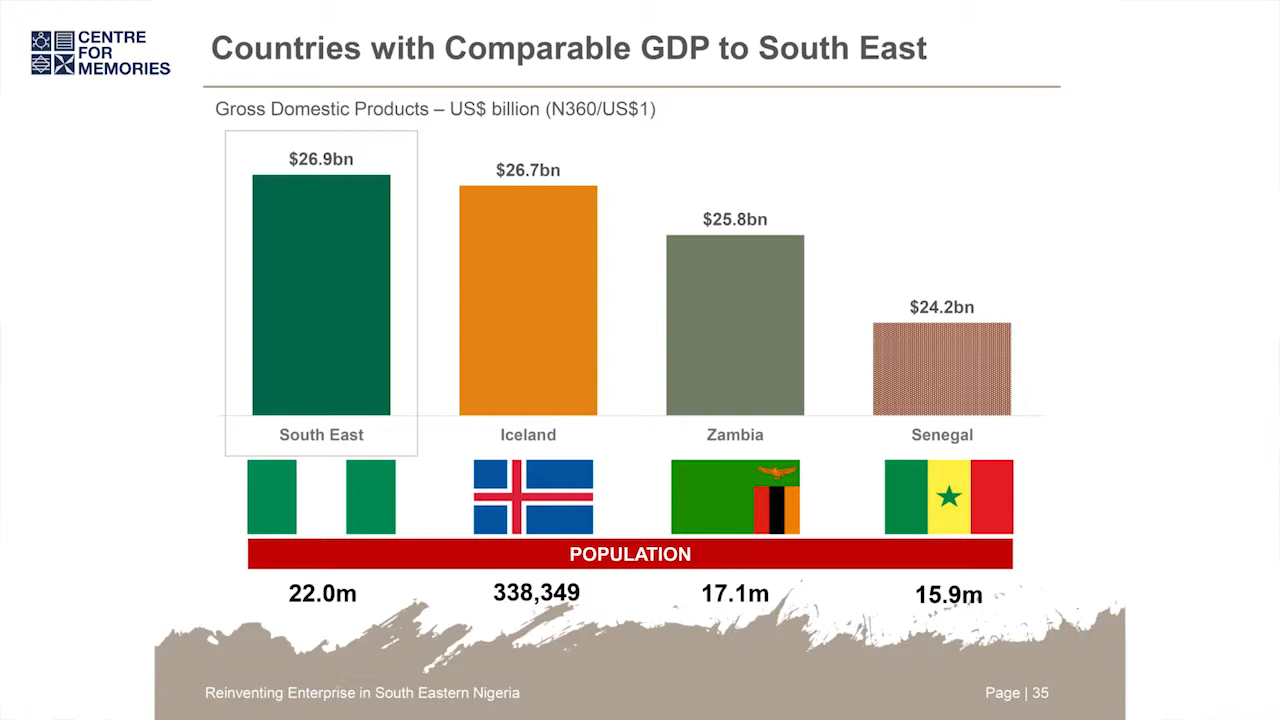 CENTRE
FOR
MEMORIES
Countries with Comparable GDP to South East
Gross Domestic Products – US$ billion (N360/US$1)
$26.9bn
$26.7bn
$25.8bn
$24.2bn
South East
Iceland
Zambia
Senegal
POPULATION
22.0m
338,349
17.1m
15.9m
Reinventing Enterprise in South Eastern Nigeria
Page | 35